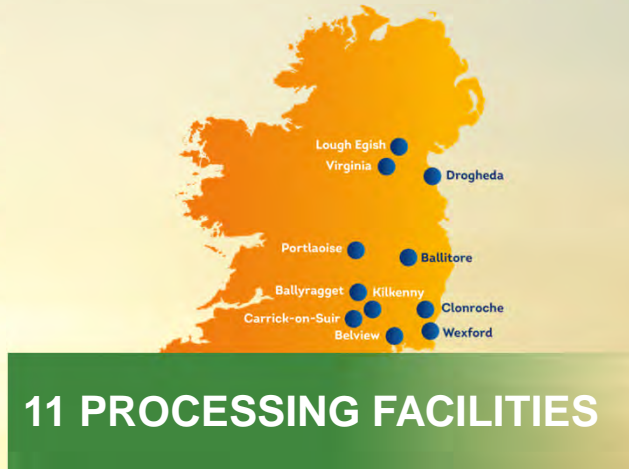 Lough Egish
Virginia
Drogheda
Portlaoise
Ballitore
Ballyragget
Kilkenny
Carrick-on-Suir
Clonroche
Belview
Wexford
11 PROCESSING FACILITIES